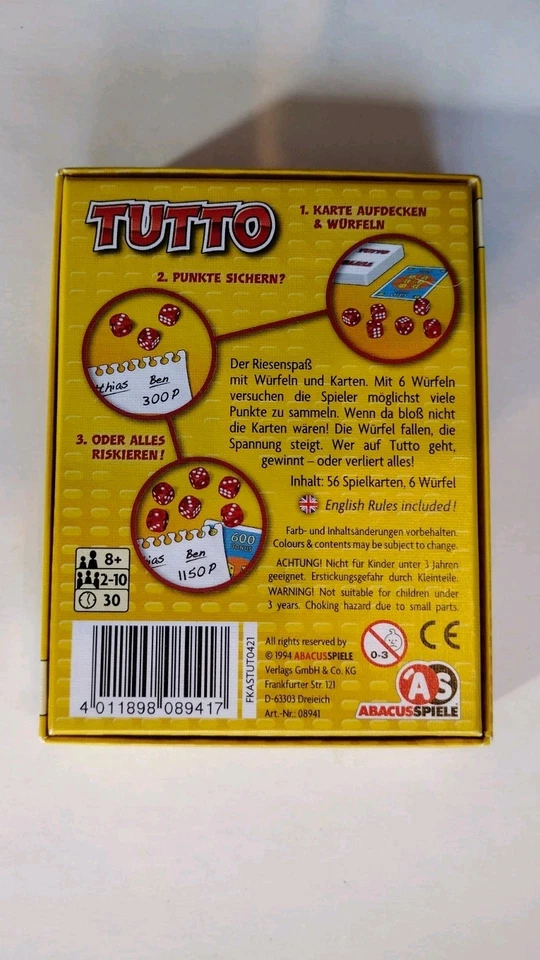 TUTTO
1. KARTE AUFDECKEN
& WÜRFELN
TUTTO
2. PUNKTE SICHERN?
Ben
300P
Der Riesenspaß
mit Würfeln und Karten. Mit 6 Würfeln
versuchen die Spieler möglichst viele
Punkte zu sammeln. Wenn da bloß nicht
die Karten wären! Die Würfel fallen, die
Spannung steigt. Wer auf Tutto geht,
gewinnt – oder verliert alles!
3. ODER ALLES
RISKIEREN!
Inhalt: 56 Spielkarten, 6 Würfel
English Rules included!
600
Ben
1150P
Farb- und Inhaltsänderungen vorbehalten.
Colours & contents may be subject to change.
ACHTUNG! Nicht für Kinder unter 3 Jahren
geeignet. Erstickungsgefahr durch Kleinteile.
WARNING! Not suitable for children under
3 years. Choking hazard due to small parts.
8+
2-10
30
4 011898 089417
FKASTUT0421
All rights reserved by
© 1994 ABACUSSPIELE
Verlags GmbH & Co. KG
Frankfurter Str. 121
D-63303 Dreieich
Art.-Nr.: 08941
0-3
CE
AS
ABACUSSPIELE